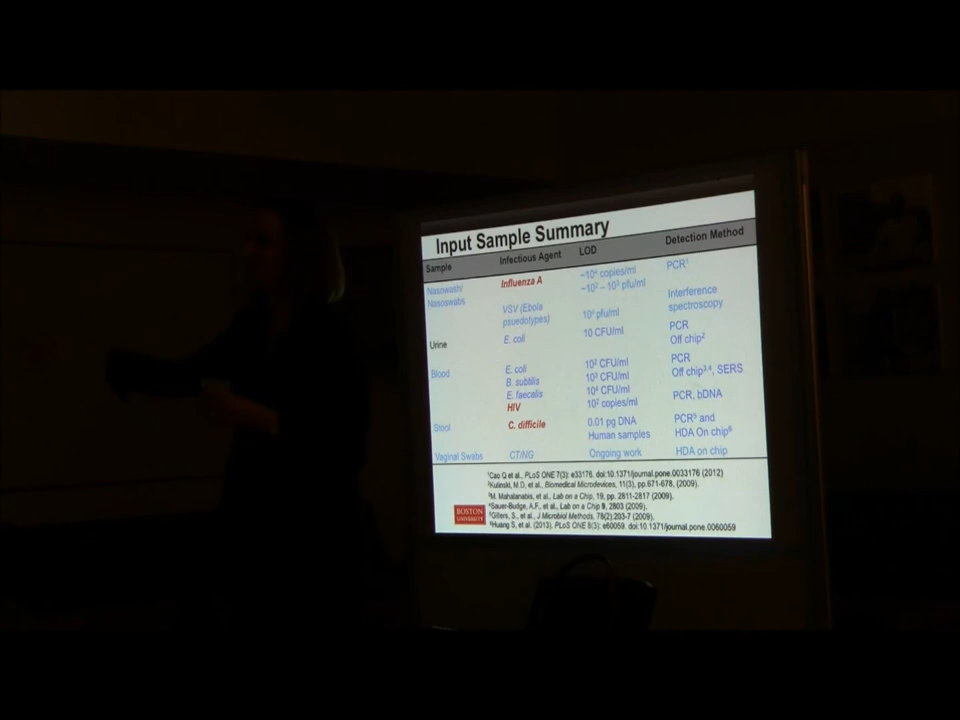 Input Sample Summary
Sample Infectious Agent LOD Detection Method
Nasowash/ Influenza A ~10⁴ copies/ml PCR¹
Nasoswabs ~10² – 10³ pfu/ml
VSV (Ebola Interference
psuedotypes) pfu/ml spectroscopy
Urine E. coli 10 CFU/ml PCR
Off chip²
Blood E. coli 10² CFU/ml PCR
B. subtilis 10³ CFU/ml Off chip³,⁴, SERS
E. faecalis 10⁴ CFU/ml
HIV 10² copies/ml PCR, bDNA
Stool C. difficile 0.01 pg DNA PCR⁵ and
Human samples HDA On chip⁶
Vaginal Swabs CT/NG Ongoing work HDA on chip
¹Cao Q et al., PLoS ONE 7(3): e33176. doi:10.1371/journal.pone.0033176 (2012)
²Kulinski, M.D, et al., Biomedical Microdevices, 11(3), pp.671-678, (2009).
³M. Mahalanabis, et al., Lab on a Chip, 19, pp. 2811-2817 (2009).
⁴Sauer-Budge, A.F., et al., Lab on a Chip 9, 2803 (2009).
⁵Gillers, S., et al., J Microbiol Methods, 78(2):203-7 (2009).
⁶Huang S, et al. (2013). PLoS ONE 8(3): e60059. doi:10.1371/journal.pone.0060059
BOSTON
UNIVERSITY